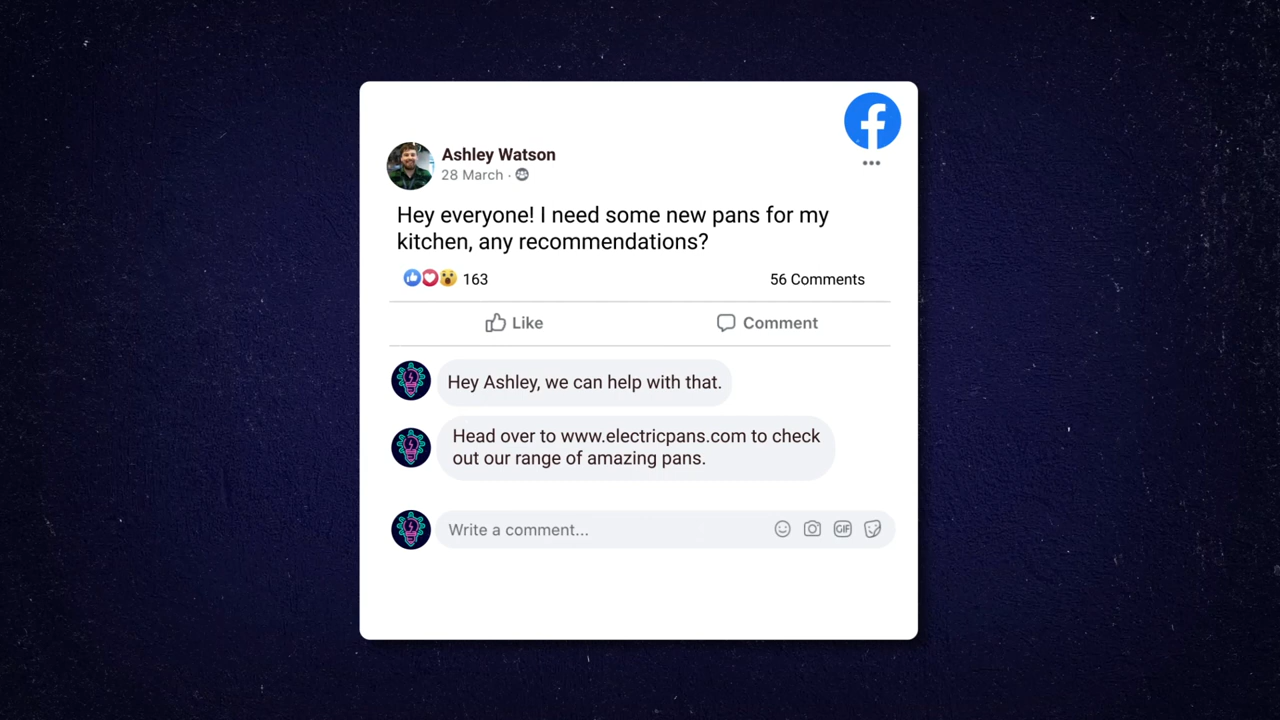 Ashley Watson
28 March ·
Hey everyone! I need some new pans for my
kitchen, any recommendations?
163
56 Comments
Like
Comment
Hey Ashley, we can help with that.
Head over to www.electricpans.com to check
out our range of amazing pans.
Write a comment...
GIF